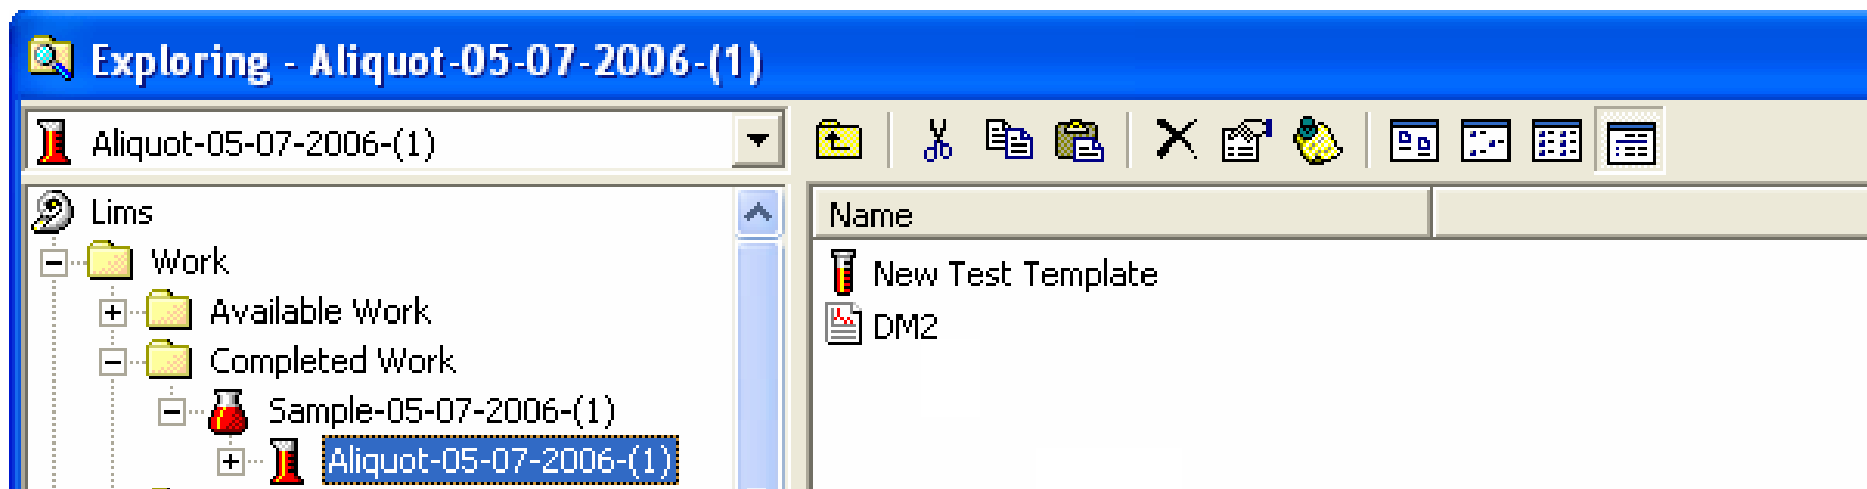 Exploring - Aliquot-05-07-2006-(1)
Aliquot-05-07-2006-(1)
Lims
Work
Available Work
Completed Work
Sample-05-07-2006-(1)
Aliquot-05-07-2006-(1)
Name
New Test Template
DM2